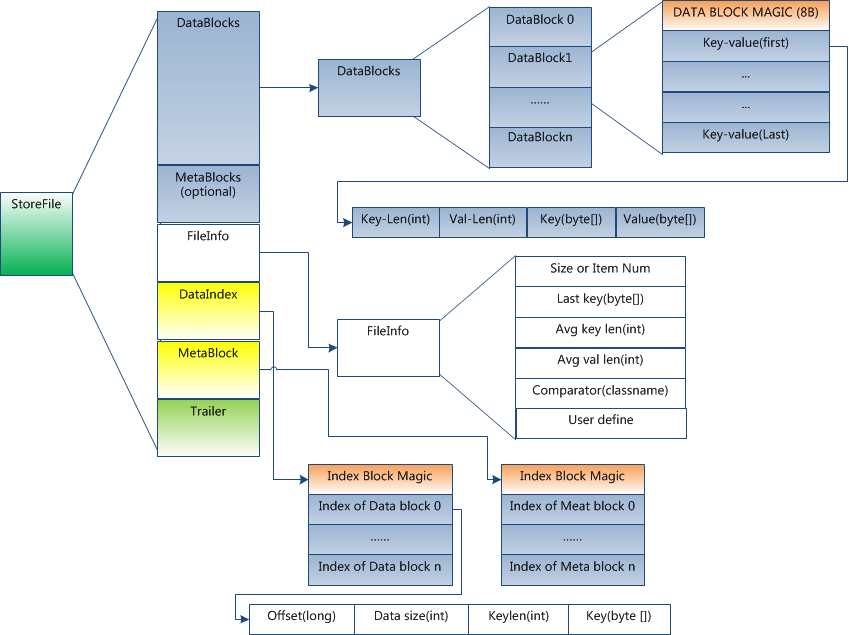 StoreFile
DataBlocks
MetaBlocks
(optional)
FileInfo
DataIndex
MetaBlock
Trailer
DataBlocks
DataBlock 0
DataBlock1
......
DataBlockn
DATA BLOCK MAGIC (8B)
Key-value(first)
...
...
Key-value(Last)
Key-Len(int)
Val-Len(int)
Key(byte[])
Value(byte[])
FileInfo
Size or Item Num
Last key(byte[])
Avg key len(int)
Avg val len(int)
Comparator(classname)
User define
Index Block Magic
Index of Data block 0
......
Index of Data block n
Index Block Magic
Index of Meat block 0
......
Index of Meta block n
Offset(long)
Data size(int)
Keylen(int)
Key(byte [])